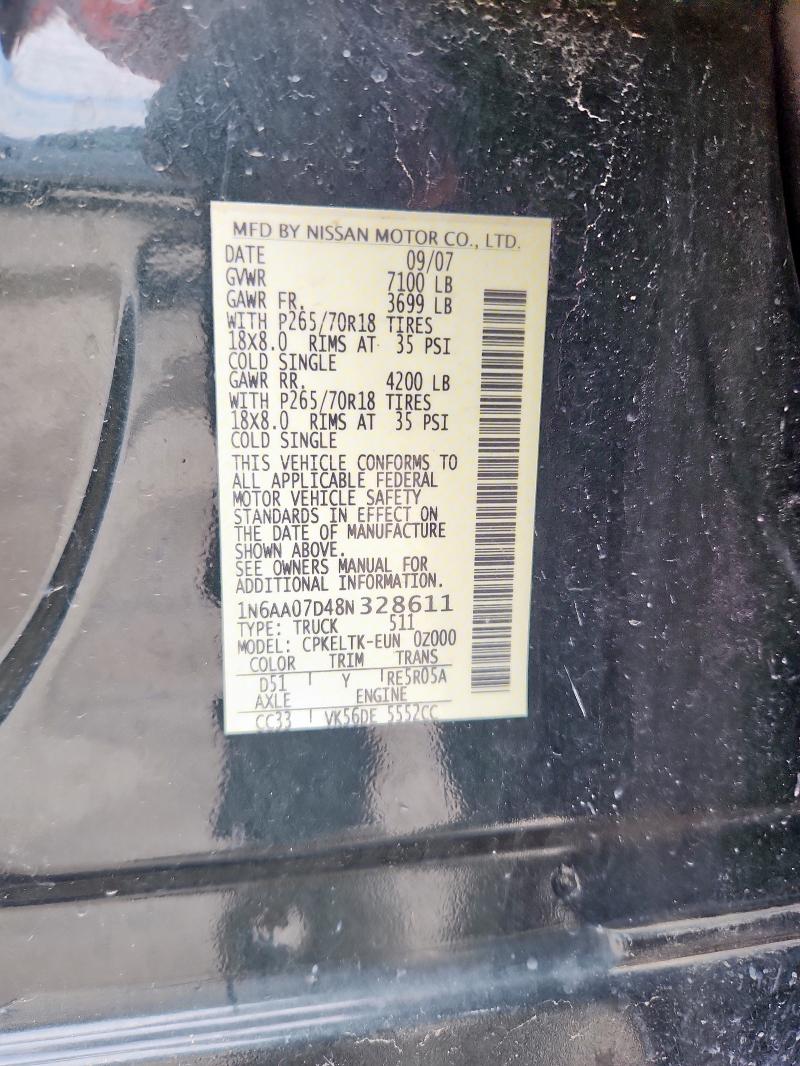 MFD BY NISSAN MOTOR CO., LTD.
DATE 09/07
GVWR 7100 LB
GAWR FR. 3699 LB
WITH P265/70R18 TIRES
18X8.0 RIMS AT 35 PSI
COLD SINGLE
GAWR RR. 4200 LB
WITH P265/70R18 TIRES
18X8.0 RIMS AT 35 PSI
COLD SINGLE
THIS VEHICLE CONFORMS TO
ALL APPLICABLE FEDERAL
MOTOR VEHICLE SAFETY
STANDARDS IN EFFECT ON
THE DATE OF MANUFACTURE
SHOWN ABOVE.
SEE OWNERS MANUAL FOR
ADDITIONAL INFORMATION.
1N6AA07D48N328611
TYPE: TRUCK 511
MODEL: CPKELTK-EUN 0Z000
COLOR TRIM TRANS
D51 Y RE5R05A
AXLE ENGINE
CC33 VK56DE 5552CC